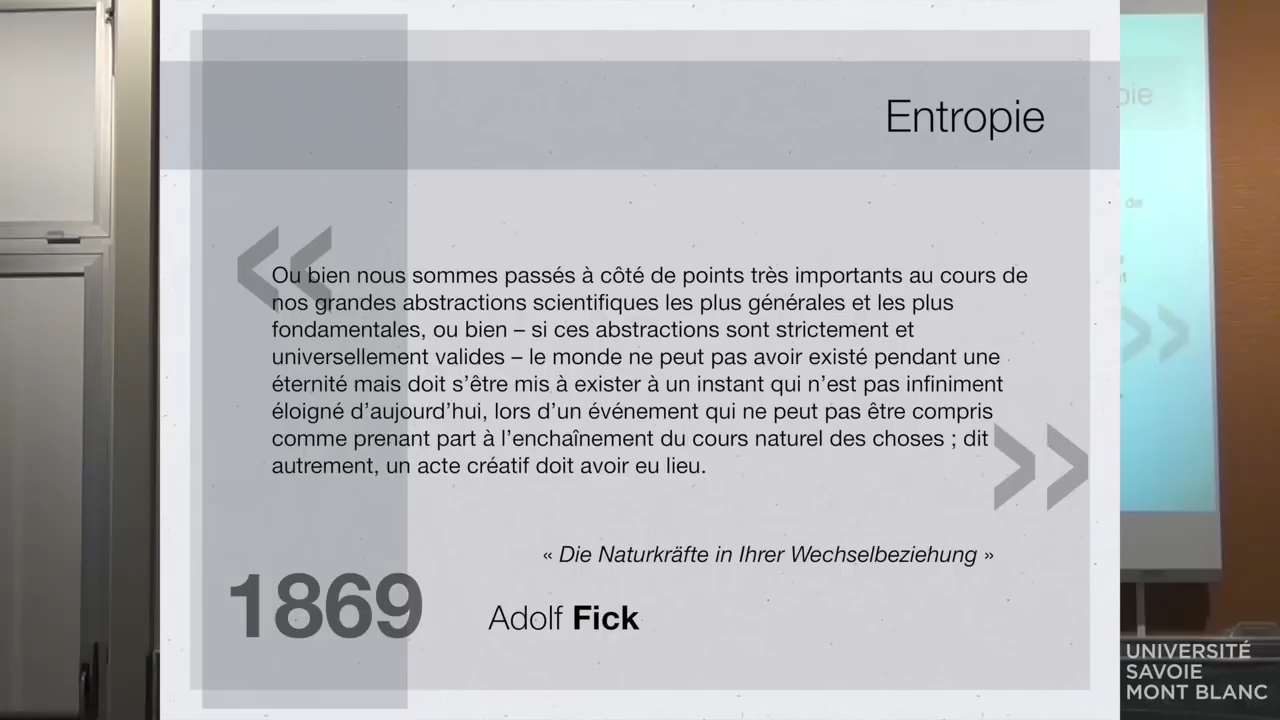 Entropie
«
Ou bien nous sommes passés à côté de points très importants au cours de
nos grandes abstractions scientifiques les plus générales et les plus
fondamentales, ou bien – si ces abstractions sont strictement et
universellement valides – le monde ne peut pas avoir existé pendant une
éternité mais doit s’être mis à exister à un instant qui n’est pas infiniment
éloigné d’aujourd’hui, lors d’un événement qui ne peut pas être compris
comme prenant part à l’enchaînement du cours naturel des choses ; dit
autrement, un acte créatif doit avoir eu lieu.
»
« Die Naturkräfte in Ihrer Wechselbeziehung »
1869
Adolf Fick
pie
de
»
UNIVERSITÉ
SAVOIE
MONT BLANC